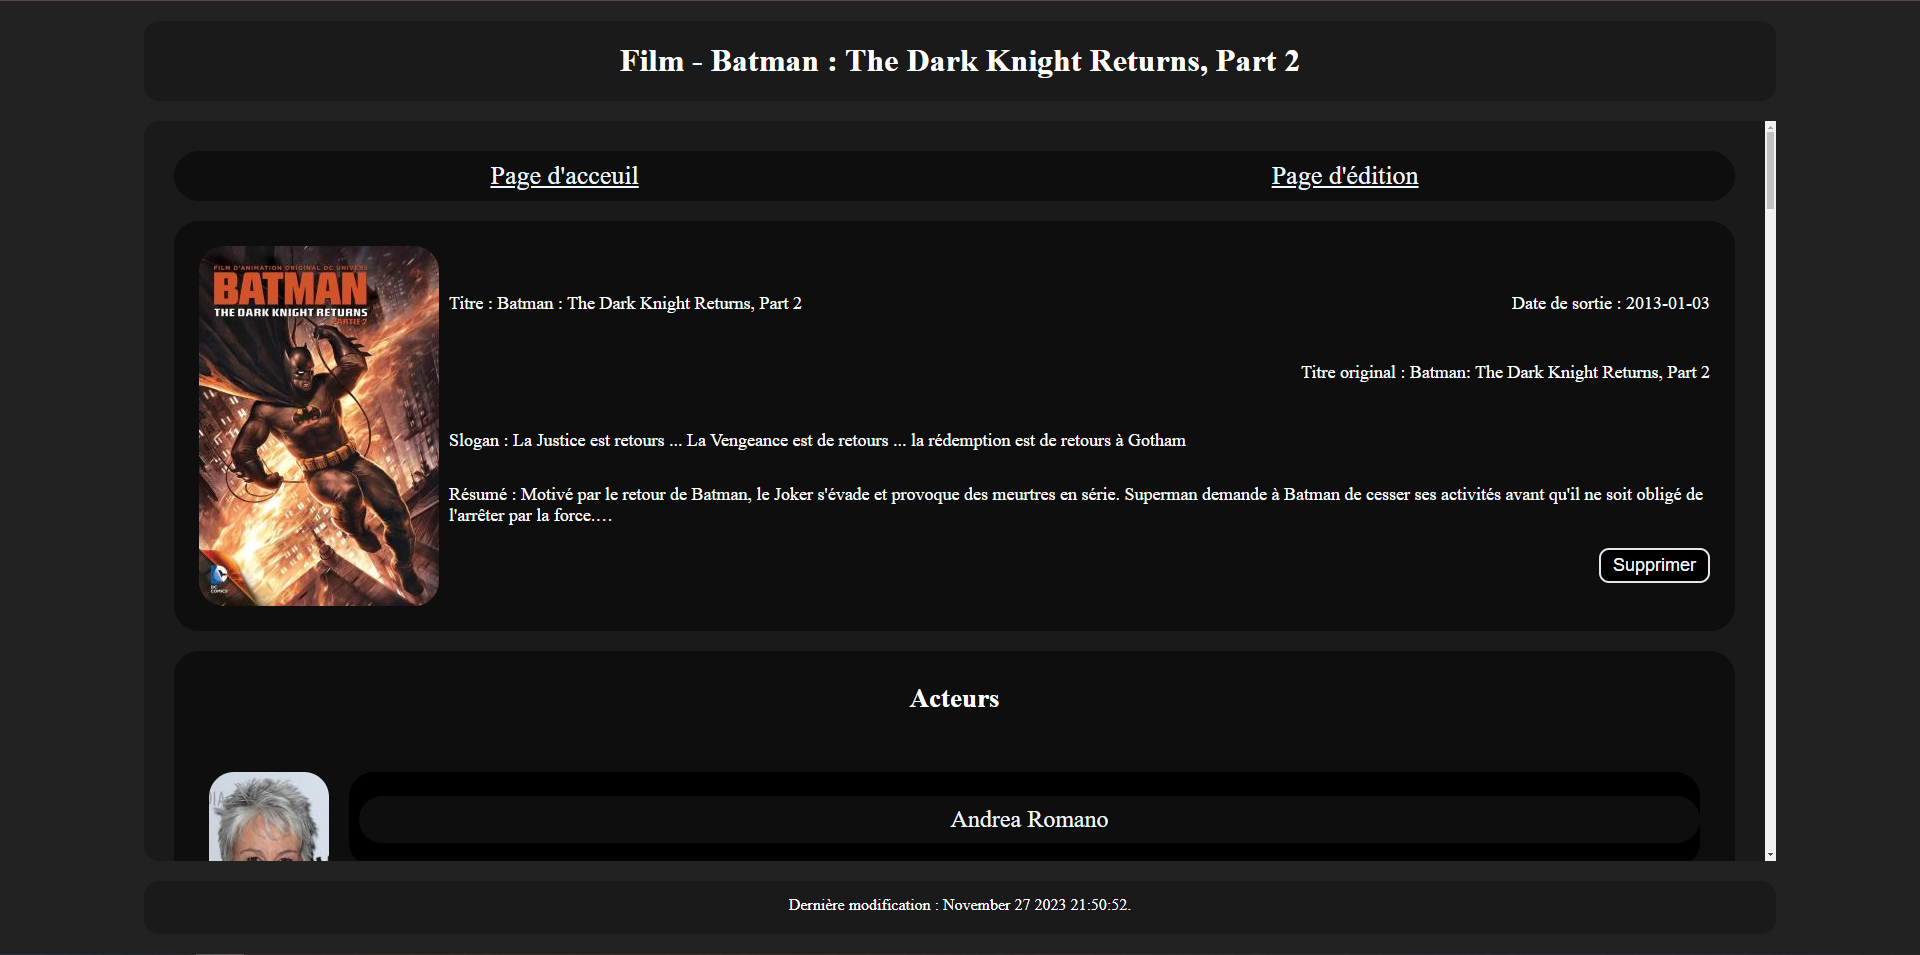 Film - Batman : The Dark Knight Returns, Part 2
Page d'acceuil
Page d'édition
FILM D'ANIMATION ORIGINAL DC UNIVERSE
BATMAN
THE DARK KNIGHT RETURNS
PARTIE 2
DC
COMICS
Titre : Batman : The Dark Knight Returns, Part 2
Date de sortie : 2013-01-03
Titre original : Batman: The Dark Knight Returns, Part 2
Slogan : La Justice est retours ... La Vengeance est de retours ... la rédemption est de retours à Gotham
Résumé : Motivé par le retour de Batman, le Joker s'évade et provoque des meurtres en série. Superman demande à Batman de cesser ses activités avant qu'il ne soit obligé de
l'arrêter par la force.…
Supprimer
Acteurs
Andrea Romano
Dernière modification : November 27 2023 21:50:52.